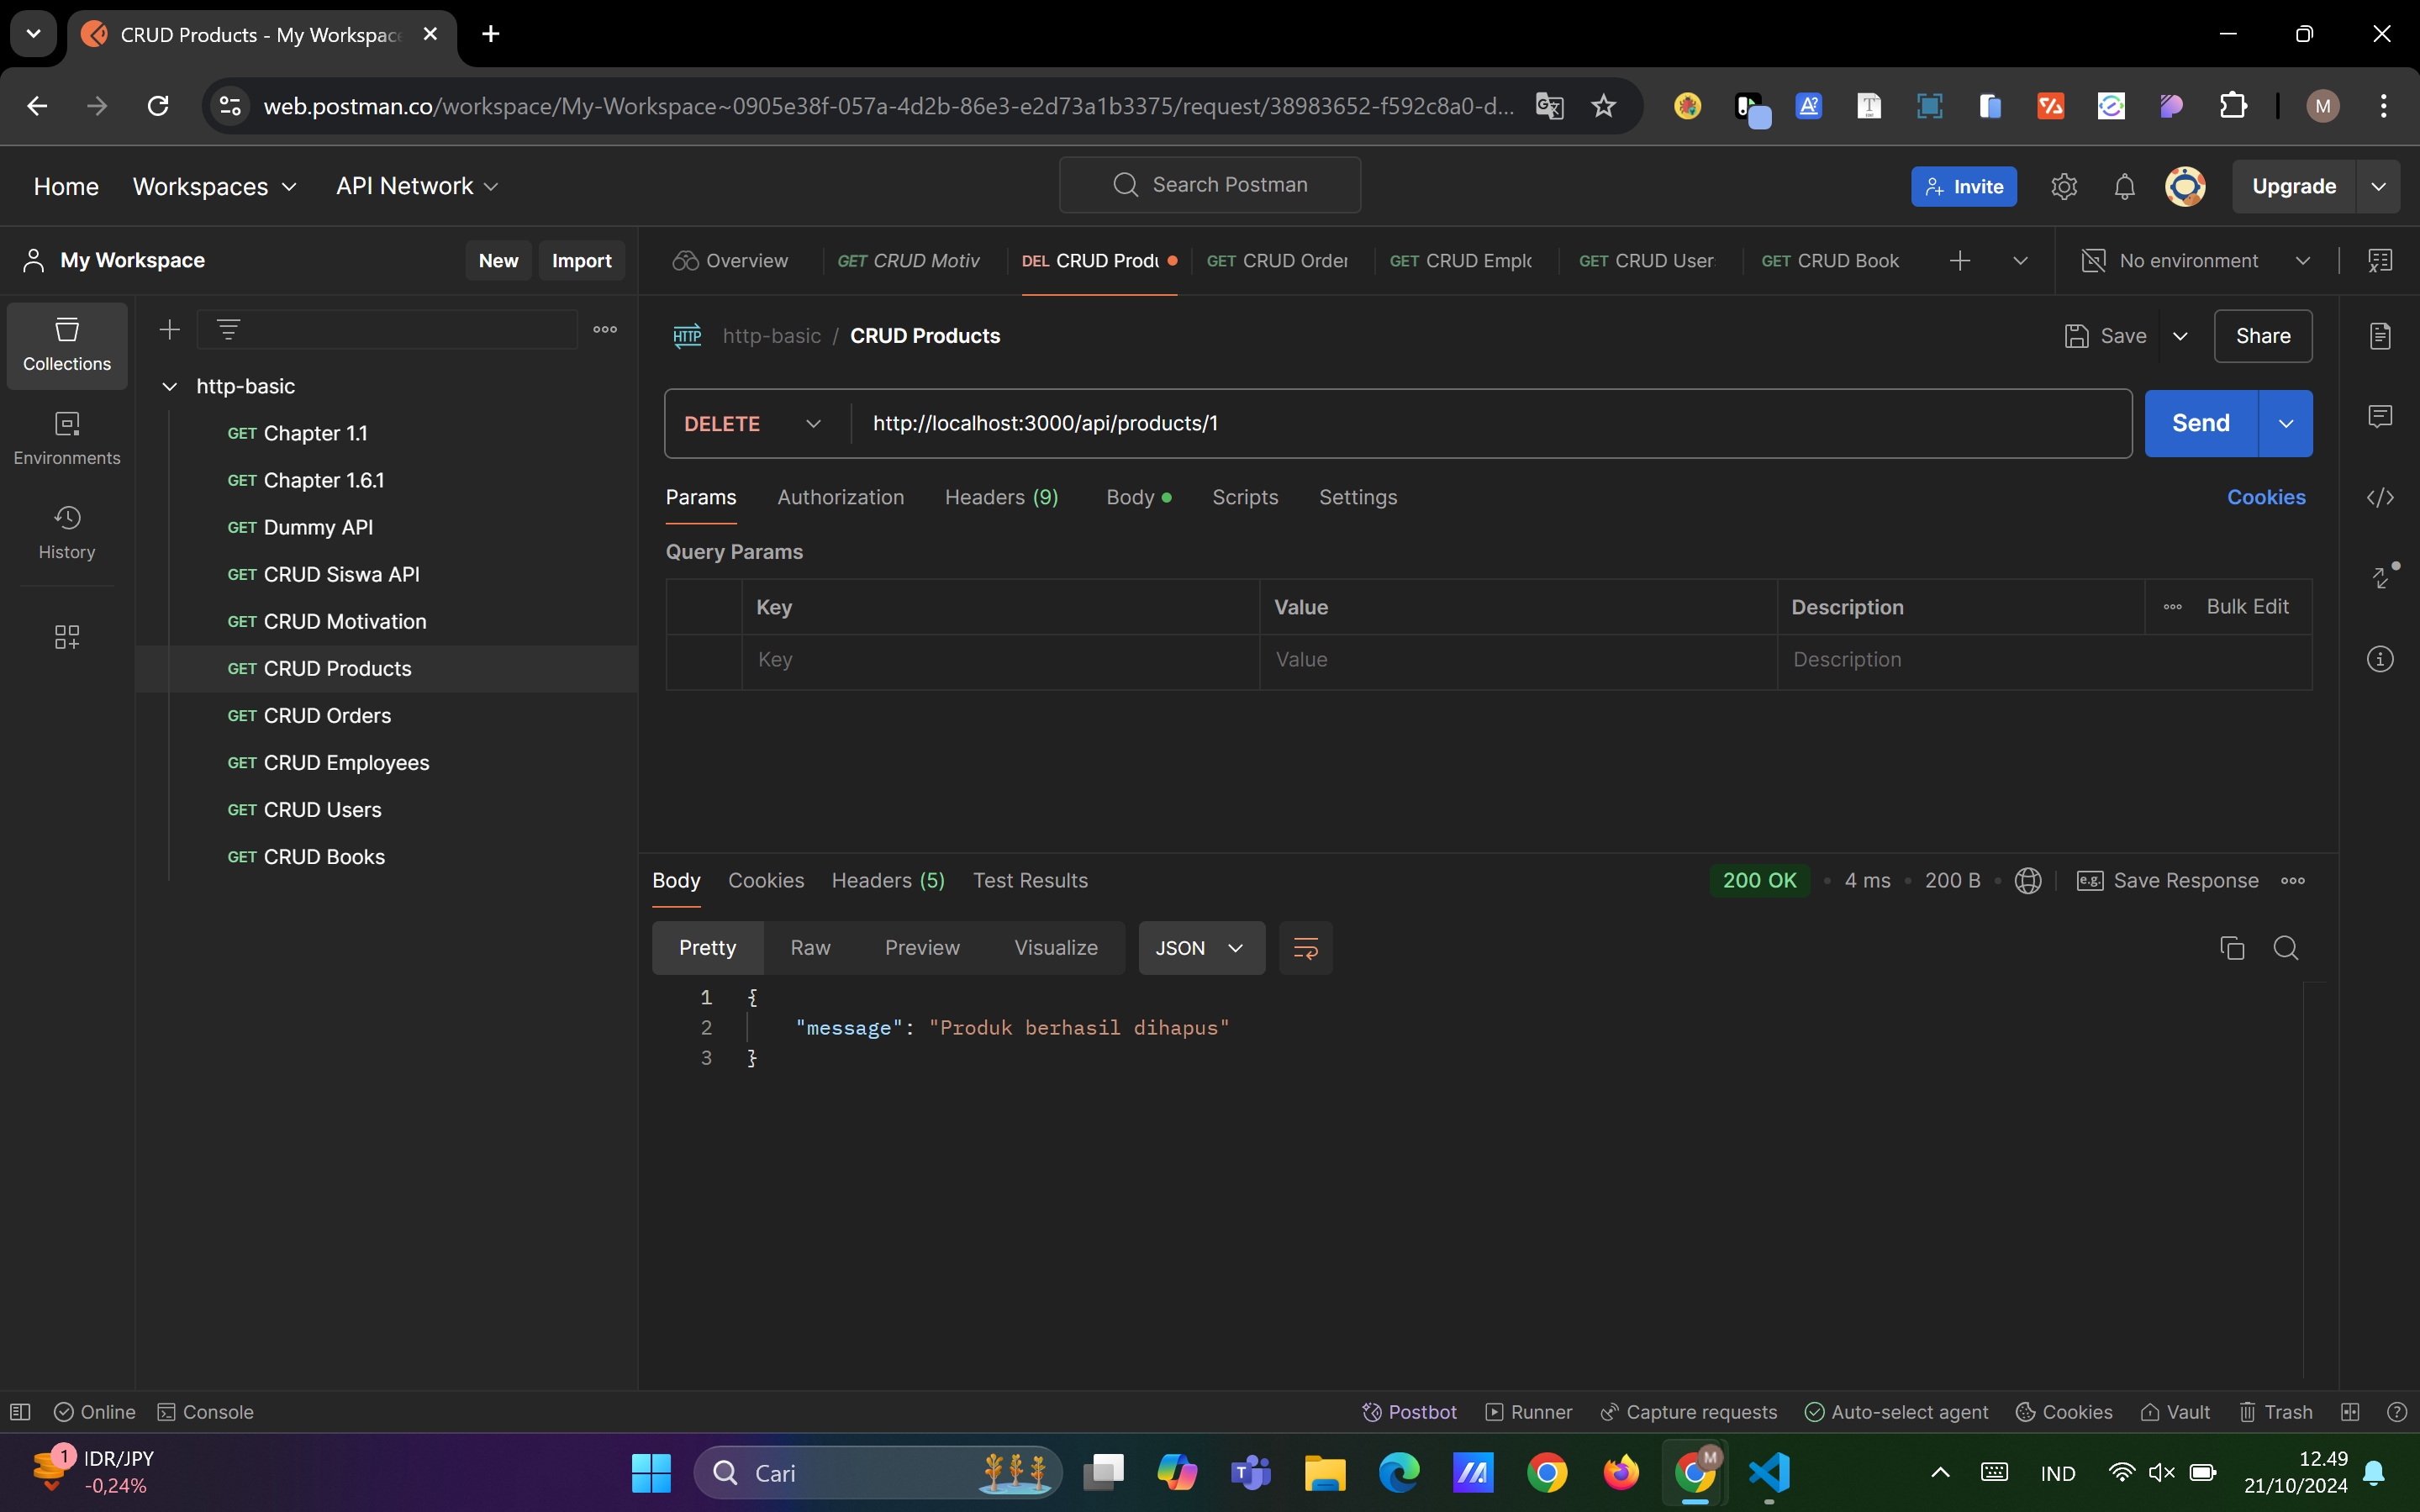 CRUD Products - My Workspac
web.postman.co/workspace/My-Workspace~0905e38f-057a-4d2b-86e3-e2d73a1b3375/request/38983652-f592c8a0-d...
M
Home
Workspaces
API Network
Search Postman
Invite
Upgrade
My Workspace
New
Import
Overview
GET CRUD Motiv
DEL CRUD Produ
GET CRUD Order
GET CRUD Emplo
GET CRUD User
GET CRUD Book
No environment
Collections
Environments
History
http-basic
GET Chapter 1.1
GET Chapter 1.6.1
GET Dummy API
GET CRUD Siswa API
GET CRUD Motivation
GET CRUD Products
GET CRUD Orders
GET CRUD Employees
GET CRUD Users
GET CRUD Books
HTTP
http-basic / CRUD Products
Save
Share
DELETE
http://localhost:3000/api/products/1
Send
Params
Authorization
Headers (9)
Body
Scripts
Settings
Cookies
Query Params
Key
Value
Description
Bulk Edit
Key
Value
Description
Body
Cookies
Headers (5)
Test Results
200 OK
4 ms
200 B
e.g.
Save Response
Pretty
Raw
Preview
Visualize
JSON
1 {
2 "message": "Produk berhasil dihapus"
3 }
Online
Console
Postbot
Runner
Capture requests
Auto-select agent
Cookies
Vault
Trash
1
IDR/JPY
-0,24%
Cari
M
IND
12.49
21/10/2024